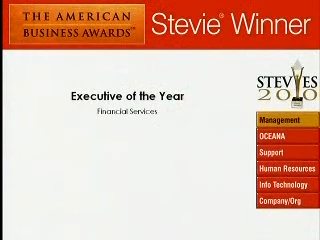 THE AMERICAN
BUSINESS AWARDS™
Stevie® Winner
STEVIES
2010
Executive of the Year
Financial Services
Management
OCEANA
Support
Human Resources
Info Technology
Company/Org